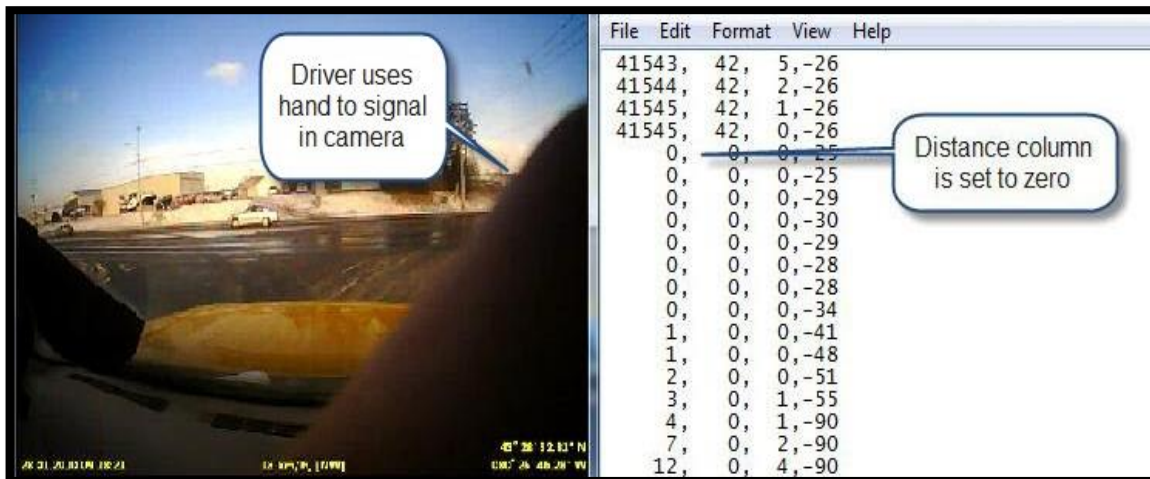 Driver uses
hand to signal
in camera
File Edit Format View Help
41543, 42, 5,-26
41544, 42, 2,-26
41545, 42, 1,-26
41545, 42, 0,-26
0, 0, 0,-25
0, 0, 0,-25
0, 0, 0,-29
0, 0, 0,-30
0, 0, 0,-29
0, 0, 0,-28
0, 0, 0,-28
0, 0, 0,-34
1, 0, 0,-41
1, 0, 0,-48
2, 0, 0,-51
3, 0, 1,-55
4, 0, 1,-90
7, 0, 2,-90
12, 0, 4,-90
Distance column
is set to zero